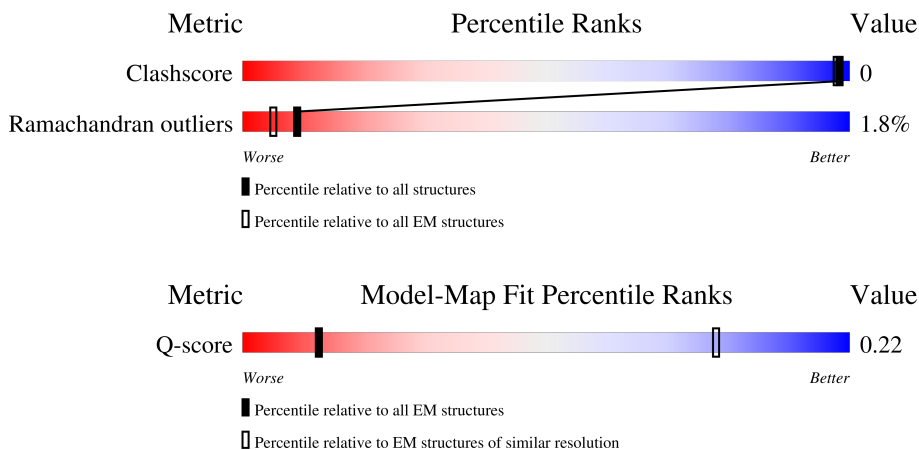 Metric Percentile Ranks Value
Clashscore 0
Ramachandran outliers 1.8%
Worse Better
Percentile relative to all structures
Percentile relative to all EM structures
Metric Model-Map Fit Percentile Ranks Value
Q-score 0.22
Worse Better
Percentile relative to all EM structures
Percentile relative to EM structures of similar resolution